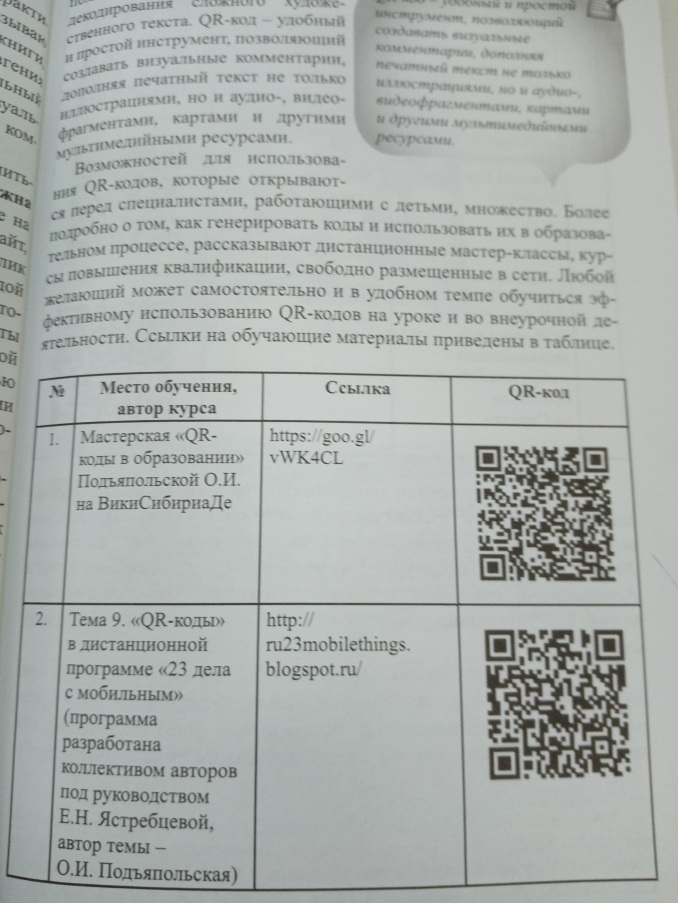 декодирования сложного художе-
ственного текста. QR-код – удобный
и простой инструмент, позволяющий
создавать визуальные комментарии,
дополняя печатный текст не только
иллюстрациями, но и аудио-, видео-
фрагментами, картами и другими
мультимедийными ресурсами.
Возможностей для использова-
ния QR-кодов, которые открывают-
ся перед специалистами, работающими с детьми, множество. Более
подробно о том, как генерировать коды и использовать их в образова-
тельном процессе, рассказывают дистанционные мастер-классы, кур-
сы повышения квалификации, свободно размещенные в сети. Любой
желающий может самостоятельно и в удобном темпе обучиться эф-
фективному использованию QR-кодов на уроке и во внеурочной де-
ятельности. Ссылки на обучающие материалы приведены в таблице.
удобный и простой
инструмент, позволяющий
создавать визуальные
комментарии, дополняя
печатный текст не только
иллюстрациями, но и аудио-,
видеофрагментами, картами
и другими мультимедийными
ресурсами.
№
Место обучения,
автор курса
Ссылка
QR-код
1.
Мастерская «QR-
коды в образовании»
Подъяпольской О.И.
на ВикиСибириаДе
https://goo.gl/
vWK4CL
2.
Тема 9. «QR-коды»
в дистанционной
программе «23 дела
с мобильным»
(программа
разработана
коллективом авторов
под руководством
Е.Н. Ястребцевой,
автор темы –
О.И. Подъяпольская)
http://
ru23mobilethings.
blogspot.ru/